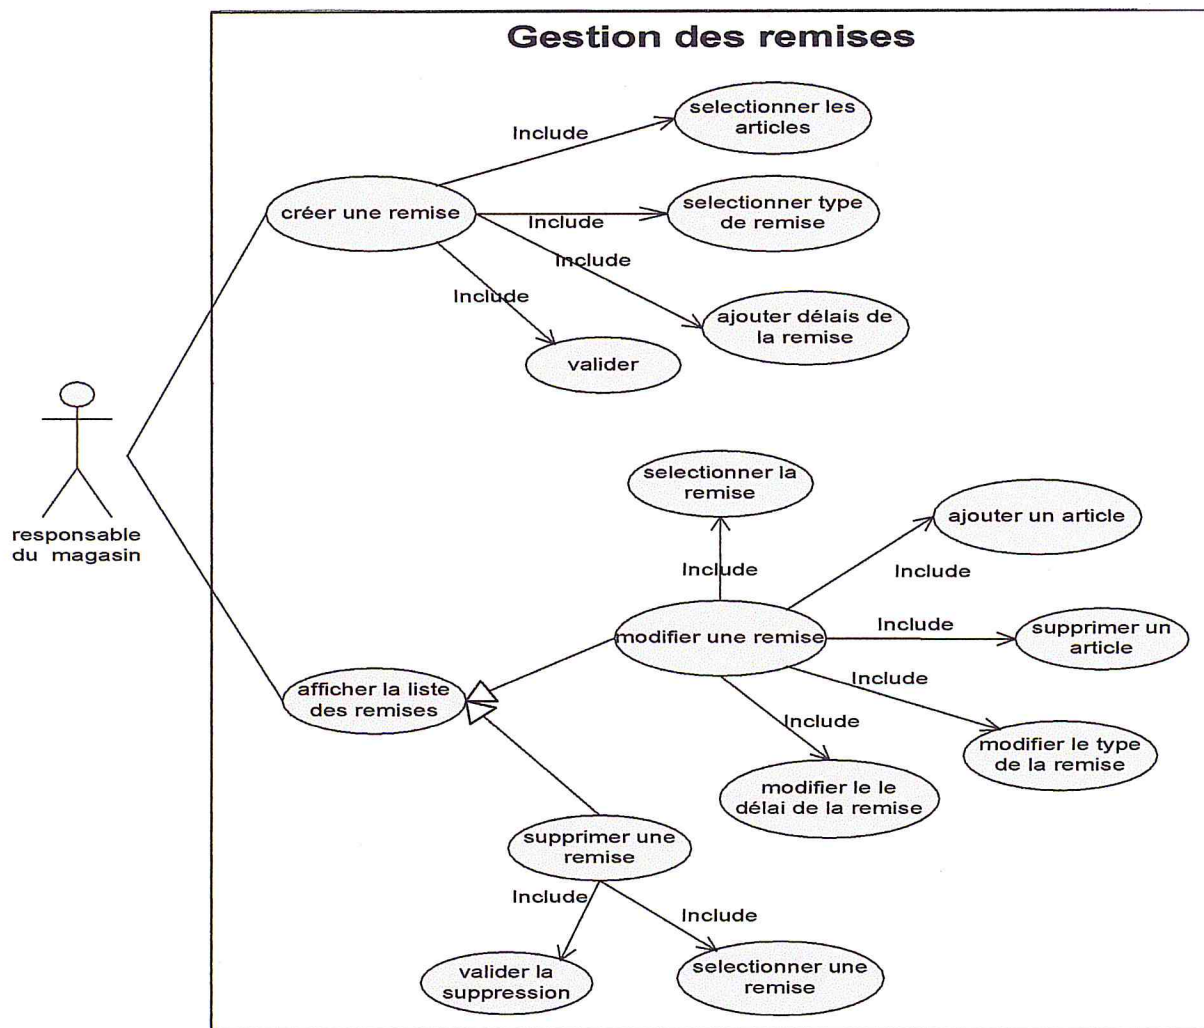 Gestion des remises
selectionner les
articles
Include
créer une remise
Include
selectionner type
de remise
Include
Include
ajouter délais de
la remise
valider
responsable
du magasin
selectionner la
remise
ajouter un article
Include
Include
modifier une remise
Include
supprimer un
article
afficher la liste
des remises
Include
Include
modifier le type
de la remise
modifier le le
délai de la remise
supprimer une
remise
Include
Include
valider la
suppression
selectionner une
remise